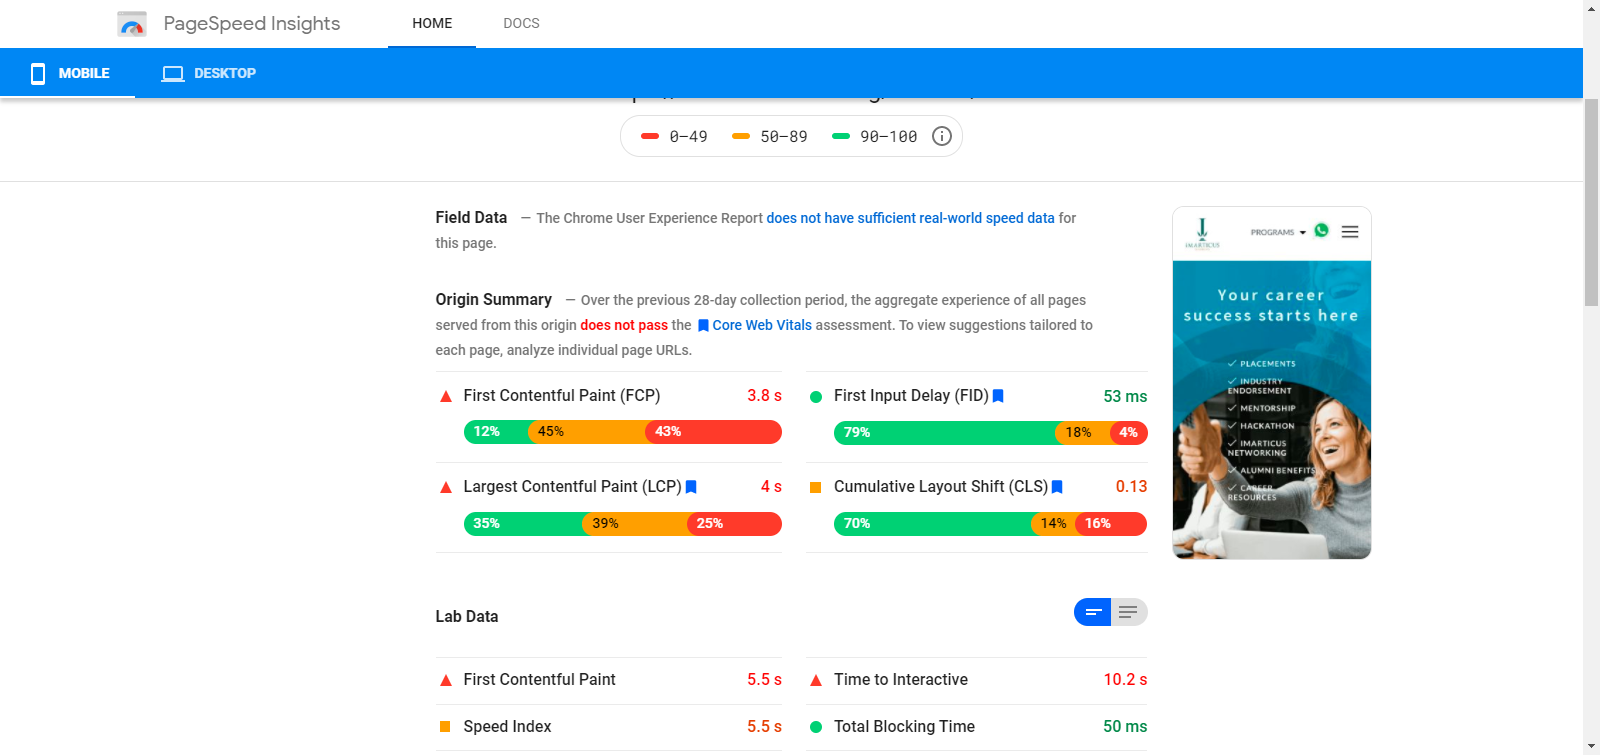 PageSpeed Insights HOME DOCS
MOBILE DESKTOP
0–49 50–89 90–100
Field Data — The Chrome User Experience Report does not have sufficient real-world speed data for
this page.
Origin Summary — Over the previous 28-day collection period, the aggregate experience of all pages
served from this origin does not pass the Core Web Vitals assessment. To view suggestions tailored to
each page, analyze individual page URLs.
First Contentful Paint (FCP) 3.8 s
12% 45% 43%
First Input Delay (FID) 53 ms
79% 18% 4%
Largest Contentful Paint (LCP) 4 s
35% 39% 25%
Cumulative Layout Shift (CLS) 0.13
70% 14% 16%
Lab Data
First Contentful Paint 5.5 s
Time to Interactive 10.2 s
Speed Index 5.5 s
Total Blocking Time 50 ms
IMARTICUS
PROGRAMS
Your career
success starts here
PLACEMENTS
INDUSTRY
ENDORSEMENT
MENTORSHIP
HACKATHON
IMARTICUS
NETWORKING
ALUMNI BENEFITS
CAREER
RESOURCES